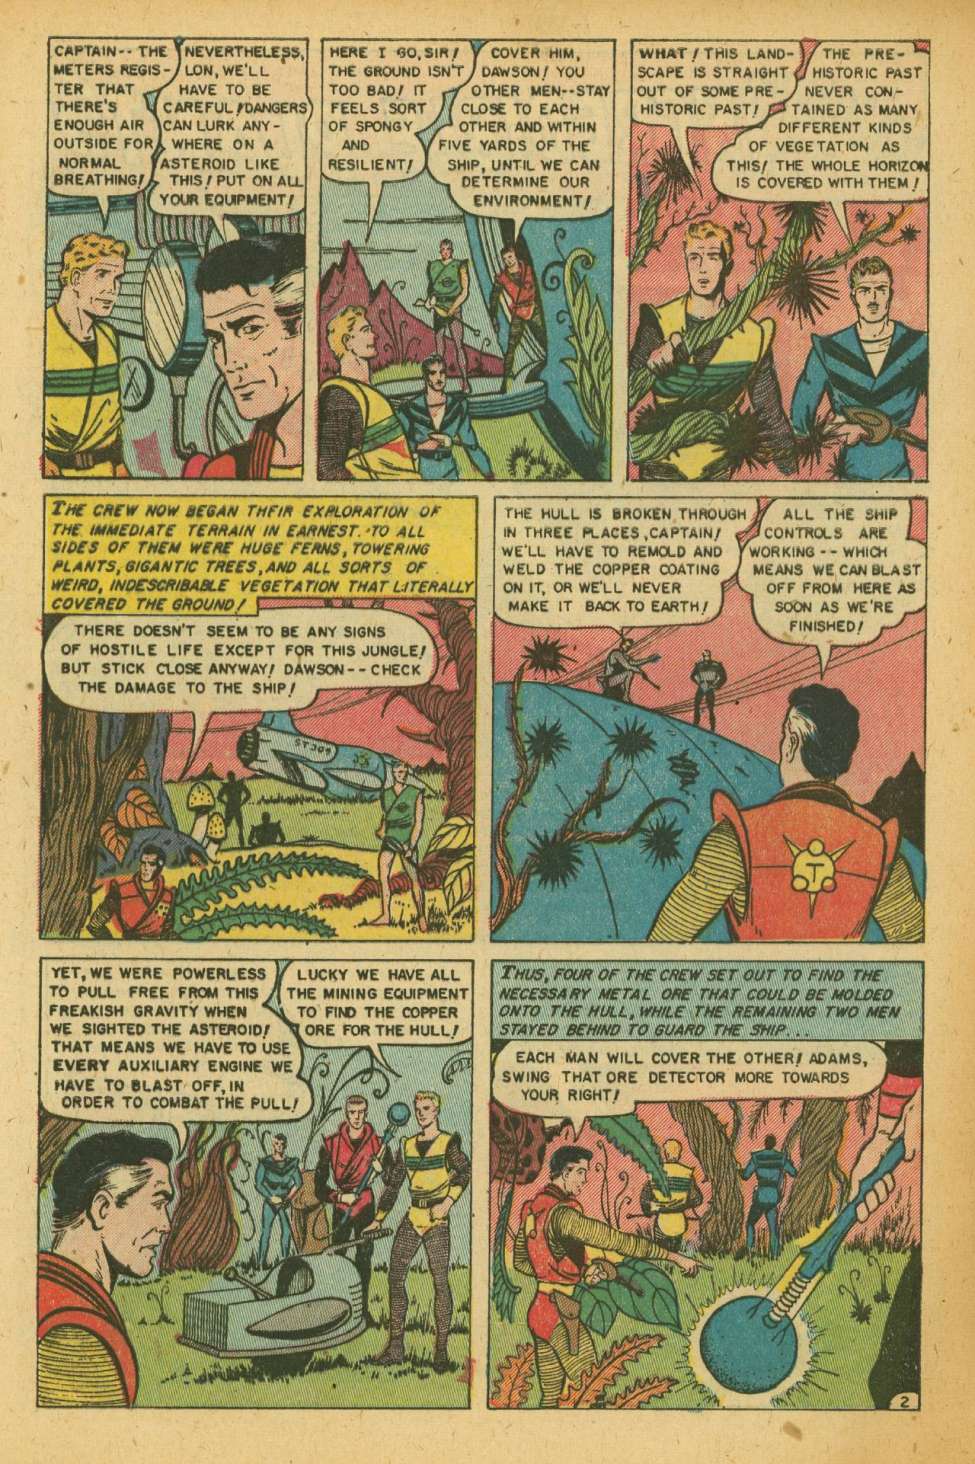 CAPTAIN-- THE
METERS REGIS-
TER THAT
THERE'S
ENOUGH AIR
OUTSIDE FOR
NORMAL
BREATHING!
NEVERTHELESS,
LON, WE'LL
HAVE TO BE
CAREFUL! DANGERS
CAN LURK ANY-
WHERE ON A
ASTEROID LIKE
THIS! PUT ON ALL
YOUR EQUIPMENT!
HERE I GO, SIR!
THE GROUND ISN'T
TOO BAD! IT
FEELS SORT
OF SPONGY
AND
RESILIENT!
COVER HIM,
DAWSON! YOU
OTHER MEN--STAY
CLOSE TO EACH
OTHER AND WITHIN
FIVE YARDS OF THE
SHIP, UNTIL WE CAN
DETERMINE OUR
ENVIRONMENT!
WHAT! THIS LAND-
SCAPE IS STRAIGHT
OUT OF SOME PRE-
HISTORIC PAST!
THE PRE-
HISTORIC PAST
NEVER CON-
TAINED AS MANY
DIFFERENT KINDS
OF VEGETATION AS
THIS! THE WHOLE HORIZON
IS COVERED WITH THEM!
THE CREW NOW BEGAN THEIR EXPLORATION OF
THE IMMEDIATE TERRAIN IN EARNEST. TO ALL
SIDES OF THEM WERE HUGE FERNS, TOWERING
PLANTS, GIGANTIC TREES, AND ALL SORTS OF
WEIRD, INDESCRIBABLE VEGETATION THAT LITERALLY
COVERED THE GROUND!
THERE DOESN'T SEEM TO BE ANY SIGNS
OF HOSTILE LIFE EXCEPT FOR THIS JUNGLE!
BUT STICK CLOSE ANYWAY! DAWSON-- CHECK
THE DAMAGE TO THE SHIP!
THE HULL IS BROKEN THROUGH
IN THREE PLACES, CAPTAIN!
WE'LL HAVE TO REMOLD AND
WELD THE COPPER COATING
ON IT, OR WE'LL NEVER
MAKE IT BACK TO EARTH!
ALL THE SHIP
CONTROLS ARE
WORKING-- WHICH
MEANS WE CAN BLAST
OFF FROM HERE AS
SOON AS WE'RE
FINISHED!
T
YET, WE WERE POWERLESS
TO PULL FREE FROM THIS
FREAKISH GRAVITY WHEN
WE SIGHTED THE ASTEROID!
THAT MEANS WE HAVE TO USE
EVERY AUXILIARY ENGINE WE
HAVE TO BLAST OFF, IN
ORDER TO COMBAT THE PULL!
LUCKY WE HAVE ALL
THE MINING EQUIPMENT
TO FIND THE COPPER
ORE FOR THE HULL!
THUS, FOUR OF THE CREW SET OUT TO FIND THE
NECESSARY METAL ORE THAT COULD BE MOLDED
ONTO THE HULL, WHILE THE REMAINING TWO MEN
STAYED BEHIND TO GUARD THE SHIP...
EACH MAN WILL COVER THE OTHER! ADAMS,
SWING THAT ORE DETECTOR MORE TOWARDS
YOUR RIGHT!
2